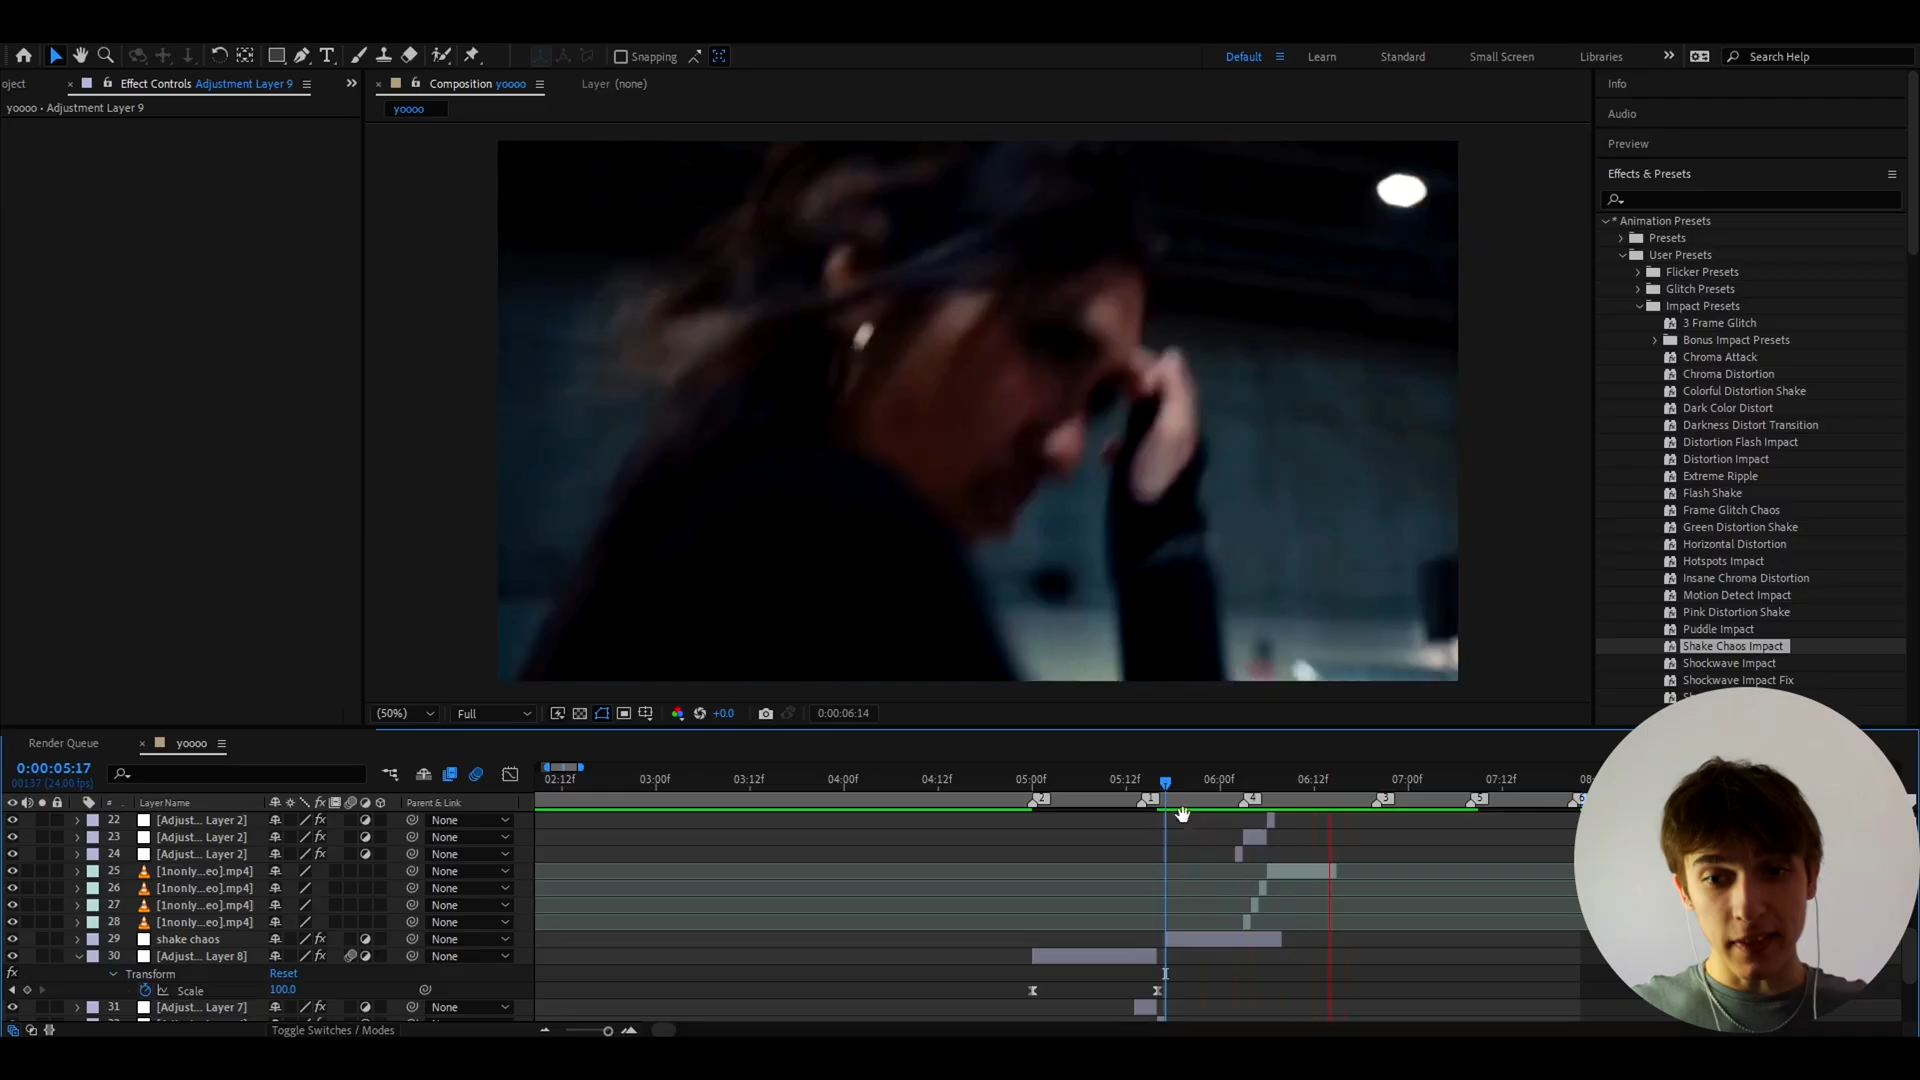 Snapping
Default
Learn
Standard
Small Screen
Libraries
Search Help
oject
Effect Controls Adjustment Layer 9
Composition yoooo
Layer (none)
yoooo • Adjustment Layer 9
yoooo
Info
Audio
Preview
Effects & Presets
* Animation Presets
Presets
User Presets
Flicker Presets
Glitch Presets
Impact Presets
3 Frame Glitch
Bonus Impact Presets
Chroma Attack
Chroma Distortion
Colorful Distortion Shake
Dark Color Distort
Darkness Distort Transition
Distortion Flash Impact
Distortion Impact
Extreme Ripple
Flash Shake
Frame Glitch Chaos
Green Distortion Shake
Horizontal Distortion
Hotspots Impact
Insane Chroma Distortion
Motion Detect Impact
Pink Distortion Shake
Puddle Impact
Shake Chaos Impact
Shockwave Impact
Shockwave Impact Fix
(50%)
Full
+0.0
0:00:06:14
Render Queue
yoooo
0:00:05:17
00137 (24.00 fps)
02:12f 03:00f 03:12f 04:00f 04:12f 05:00f 05:12f 06:00f 06:12f 07:00f 07:12f
2 1 4 3 5
# Layer Name
Parent & Link
22 [Adjust... Layer 2] None
23 [Adjust... Layer 2] None
24 [Adjust... Layer 2] None
25 [1nonly...eo].mp4] None
26 [1nonly...eo].mp4] None
27 [1nonly...eo].mp4] None
28 [1nonly...eo].mp4] None
29 shake chaos None
30 [Adjust... Layer 8] None
Transform Reset
Scale 100.0
31 [Adjust... Layer 7] None
Toggle Switches / Modes